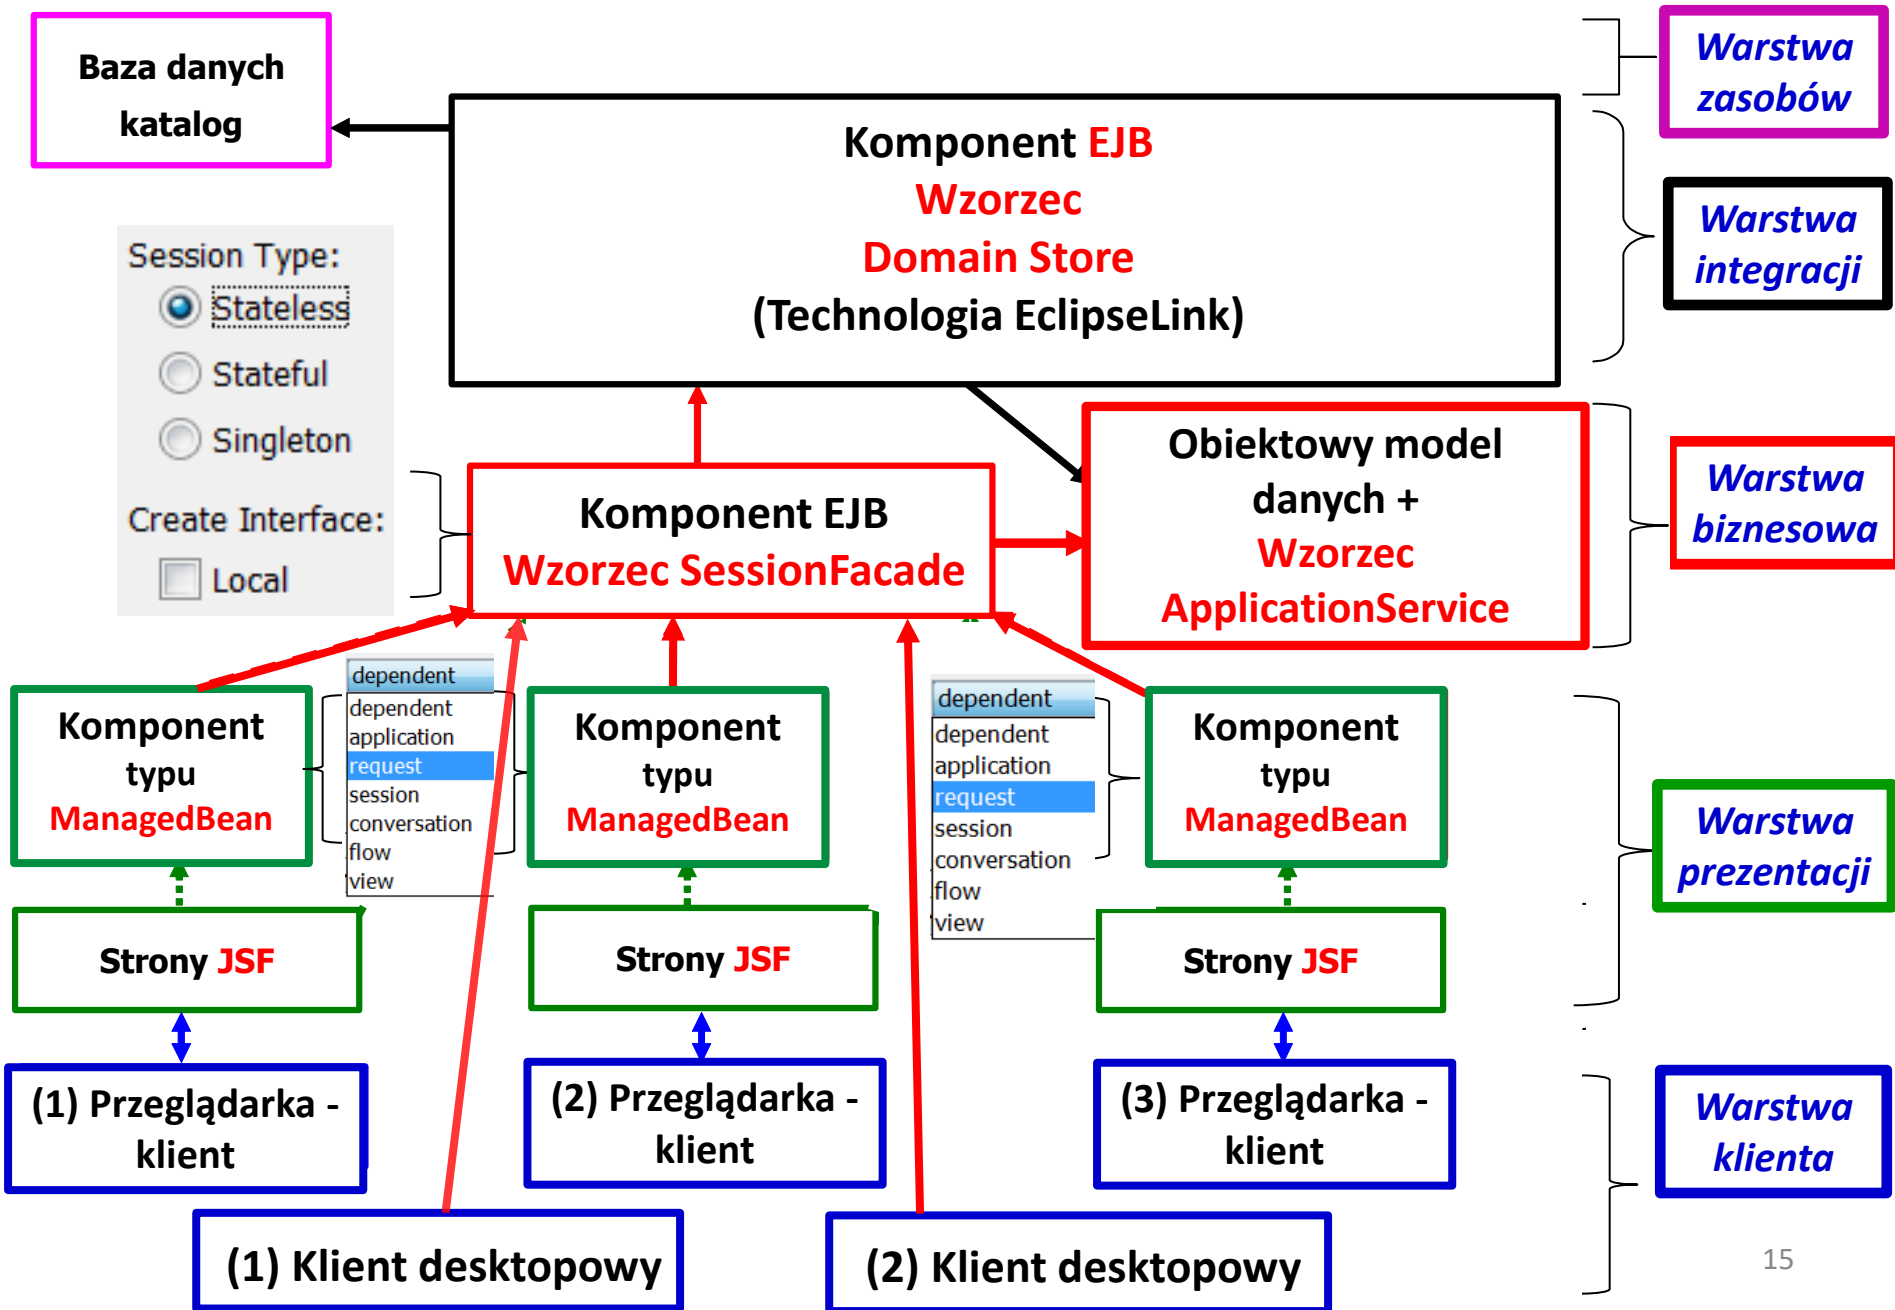 Baza danych
katalog
Komponent EJB
Wzorzec
Domain Store
(Technologia EclipseLink)
Warstwa
zasobów
Warstwa
integracji
Session Type:
Stateless
Stateful
Singleton
Create Interface:
Local
Komponent EJB
Wzorzec SessionFacade
Obiektowy model
danych +
Wzorzec
ApplicationService
Warstwa
biznesowa
Komponent
typu
ManagedBean
dependent
dependent
application
request
session
conversation
flow
view
Komponent
typu
ManagedBean
dependent
dependent
application
request
session
conversation
flow
view
Komponent
typu
ManagedBean
Warstwa
prezentacji
Strony JSF
Strony JSF
Strony JSF
(1) Przeglądarka -
klient
(2) Przeglądarka -
klient
(3) Przeglądarka -
klient
Warstwa
klienta
(1) Klient desktopowy
(2) Klient desktopowy
15